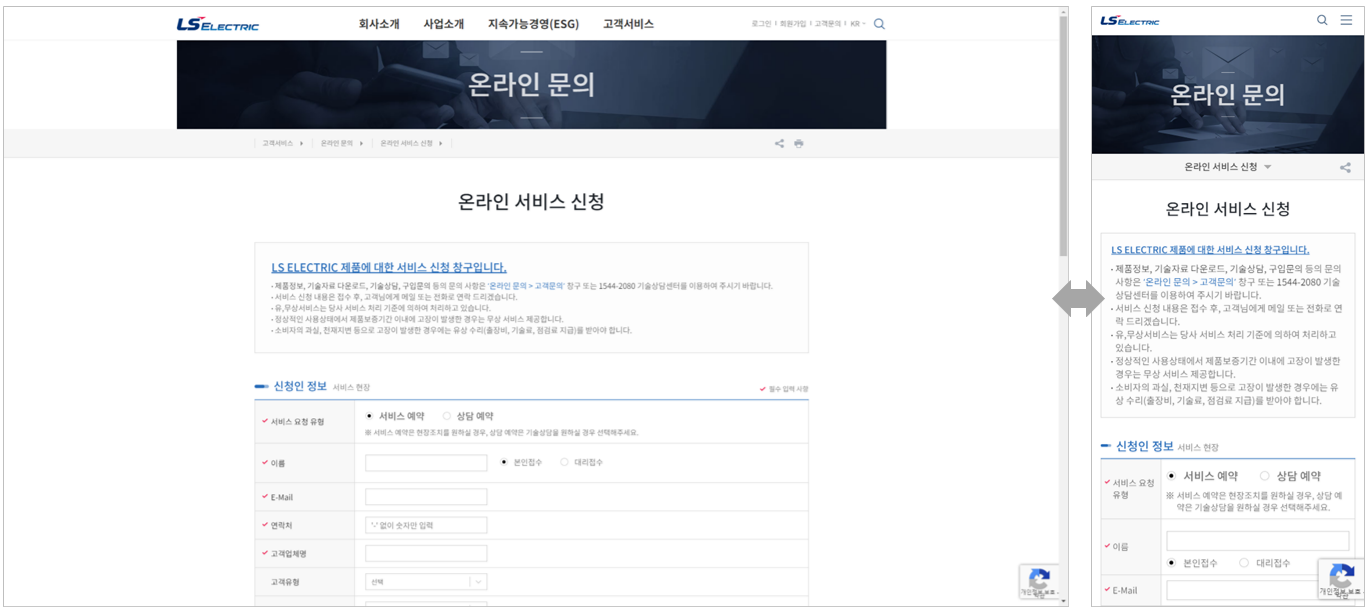 LS ELECTRIC
회사소개 사업소개 지속가능경영(ESG) 고객서비스
로그인 회원가입 고객문의 KR
온라인 문의
고객서비스 온라인 문의 온라인 서비스 신청
온라인 서비스 신청
LS ELECTRIC 제품에 대한 서비스 신청 창구입니다.
· 제품정보, 기술자료 다운로드, 기술상담, 구입문의 등의 문의 사항은 '온라인 문의 > 고객문의' 창구 또는 1544-2080 기술상담센터를 이용하여 주시기 바랍니다.
· 서비스 신청 내용은 접수 후, 고객님에게 메일 또는 전화로 연락 드리겠습니다.
· 유,무상서비스는 당사 서비스 처리 기준에 의하여 처리하고 있습니다.
· 정상적인 사용상태에서 제품보증기간 이내에 고장이 발생한 경우는 무상 서비스 제공합니다.
· 소비자의 과실, 천재지변 등으로 고장이 발생한 경우에는 유상 수리(출장비, 기술료, 점검료 지급)를 받아야 합니다.
신청인 정보 서비스 현장
필수 입력 사항
서비스 요청 유형
서비스 예약 상담 예약
※ 서비스 예약은 현장조치를 원하실 경우, 상담 예약은 기술상담을 원하실 경우 선택해주세요.
이름
본인접수 대리접수
E-Mail
연락처
'-' 없이 숫자만 입력
고객업체명
고객유형
선택
개인정보 보호
LS ELECTRIC
온라인 문의
온라인 서비스 신청
온라인 서비스 신청
LS ELECTRIC 제품에 대한 서비스 신청 창구입니다.
· 제품정보, 기술자료 다운로드, 기술상담, 구입문의 등의 문의
사항은 '온라인 문의 > 고객문의' 창구 또는 1544-2080 기술
상담센터를 이용하여 주시기 바랍니다.
· 서비스 신청 내용은 접수 후, 고객님에게 메일 또는 전화로 연
락 드리겠습니다.
· 유,무상서비스는 당사 서비스 처리 기준에 의하여 처리하고
있습니다.
· 정상적인 사용상태에서 제품보증기간 이내에 고장이 발생한
경우는 무상 서비스 제공합니다.
· 소비자의 과실, 천재지변 등으로 고장이 발생한 경우에는 유
상 수리(출장비, 기술료, 점검료 지급)를 받아야 합니다.
신청인 정보 서비스 현장
서비스 요청
유형
서비스 예약 상담 예약
※ 서비스 예약은 현장조치를 원하실 경우, 상담 예
약은 기술상담을 원하실 경우 선택해주세요.
이름
본인접수 대리접수
E-Mail
개인정보 보호